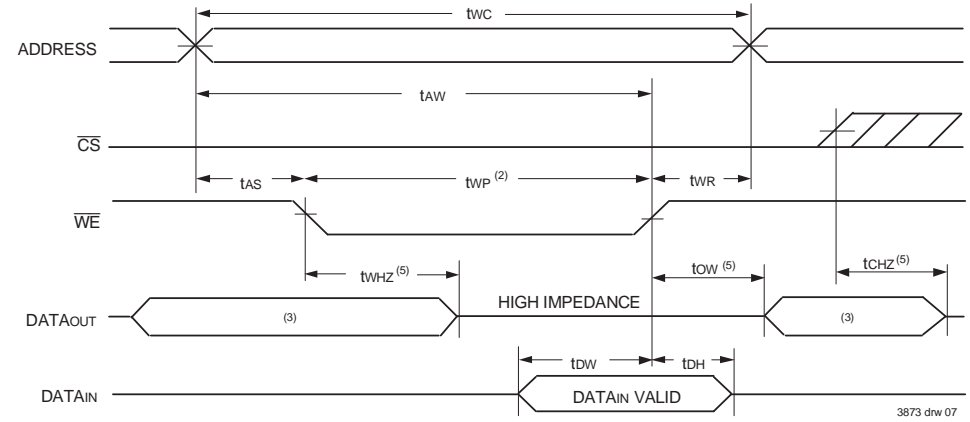 tWC
ADDRESS
tAW
CS
tAS
tWP (2)
tWR
WE
tWHZ (5)
tOW (5)
tCHZ (5)
DATAOUT
(3)
HIGH IMPEDANCE
(3)
tDW
tDH
DATAIN
DATAIN VALID
3873 drw 07